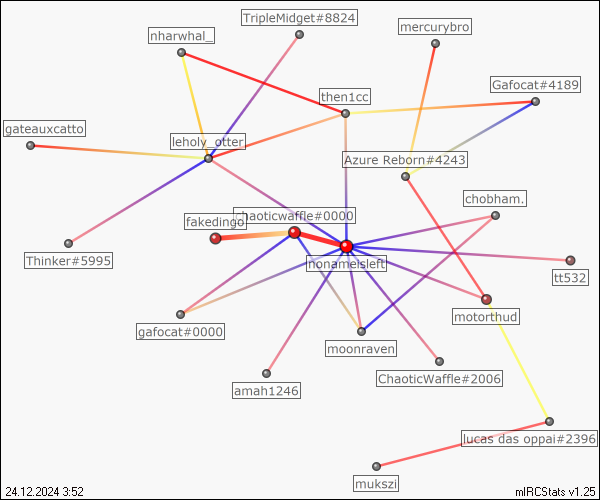 TripleMidget#8824
nharwhal_
mercurybro
Gafocat#4189
then1cc
gateauxcatto
leholy_otter
Azure Reborn#4243
chobham.
chaoticwaffle#0000
fakedingo
Thinker#5995
nonameisleft
tt532
motorthud
gafocat#0000
moonraven
ChaoticWaffle#2006
amah1246
lucas das oppai#2396
mukszi
24.12.2024 3:52
mIRCStats v1.25